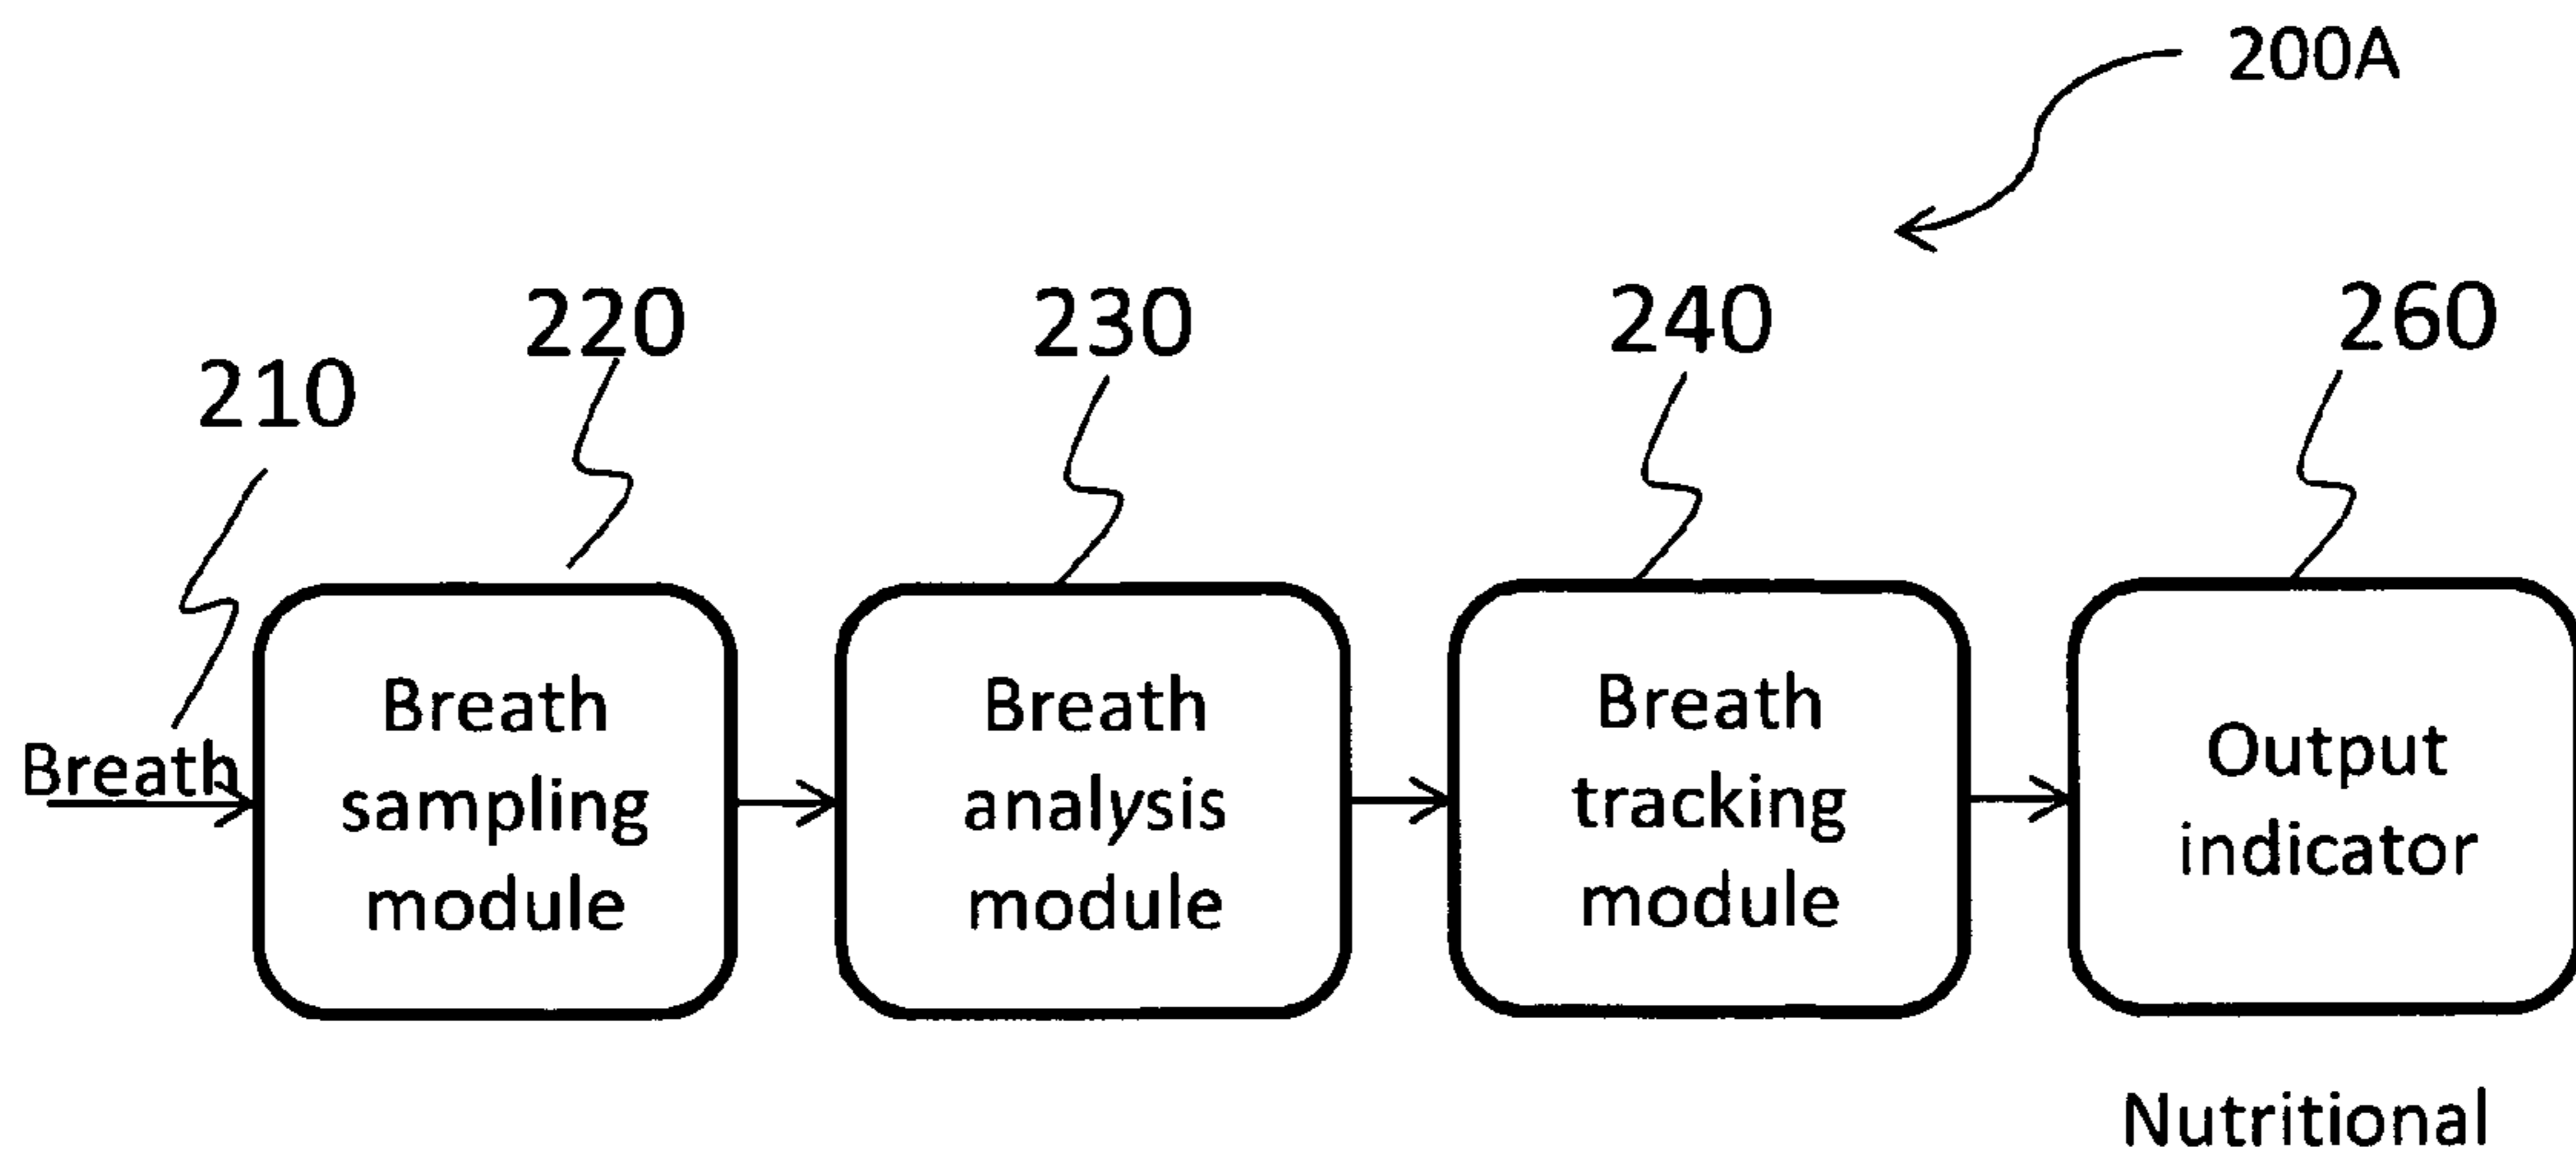 200A
210
220
230
240
260
Breath
Breath
sampling
module
Breath
analysis
module
Breath
tracking
module
Output
indicator
Nutritional